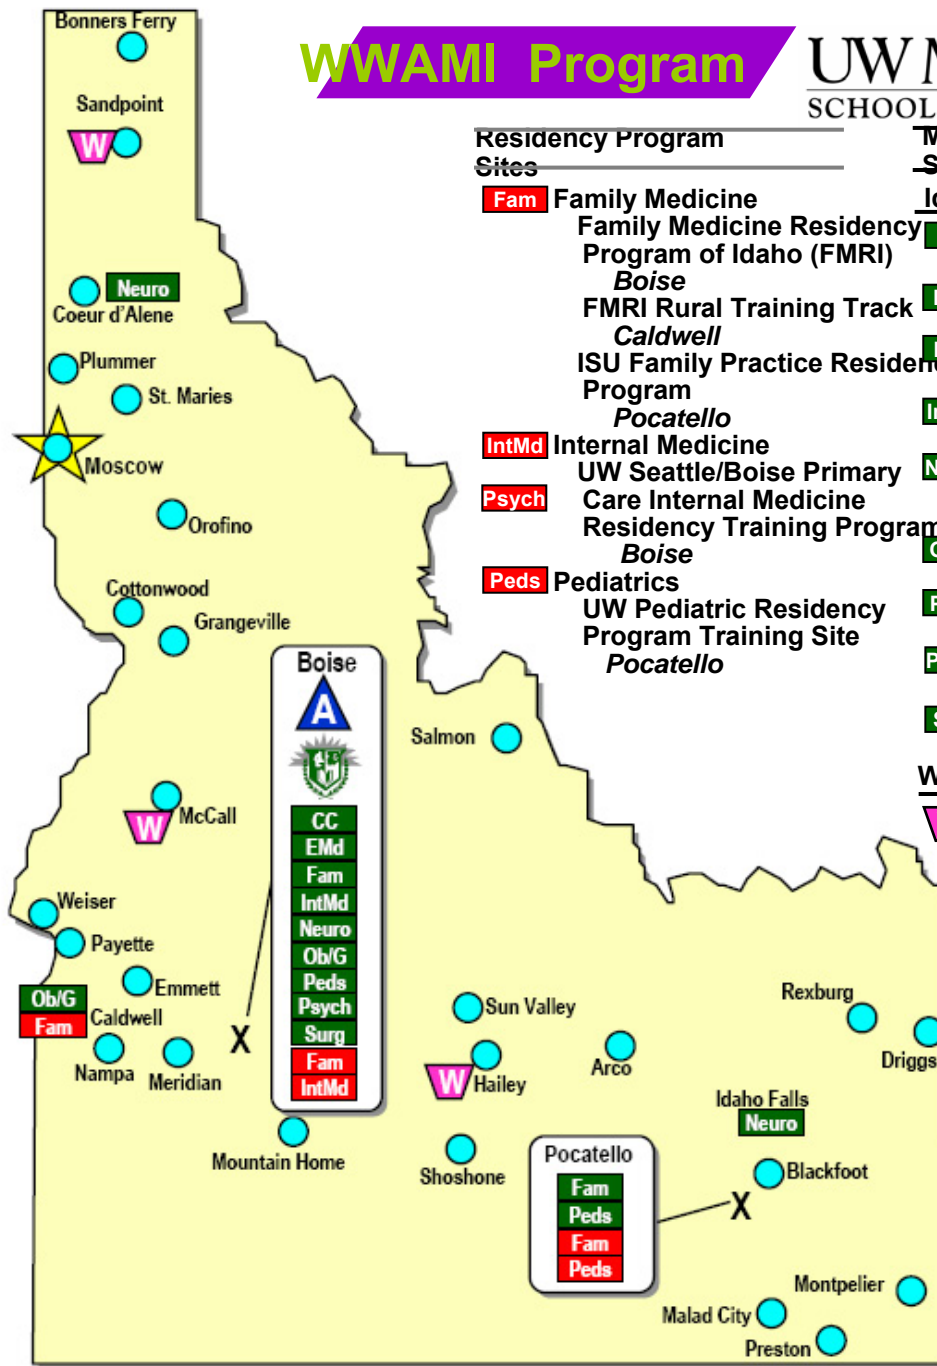 WWAMI Program
UW
SCHOOL
Residency Program
Sites
Fam Family Medicine
Family Medicine Residency
Program of Idaho (FMRI)
Boise
FMRI Rural Training Track
Caldwell
ISU Family Practice Residen
Program
Pocatello
IntMd Internal Medicine
UW Seattle/Boise Primary
Psych Care Internal Medicine
Residency Training Program
Boise
Peds Pediatrics
UW Pediatric Residency
Program Training Site
Pocatello
Bonners Ferry
Sandpoint
W
Neuro
Coeur d'Alene
Plummer
St. Maries
Moscow
Orofino
Cottonwood
Grangeville
Boise
A
CC
EMd
Fam
IntMd
Neuro
Ob/G
Peds
Psych
Surg
Fam
IntMd
X
Salmon
McCall
W
Weiser
Payette
Emmett
Ob/G
Fam
Caldwell
Nampa
Meridian
Mountain Home
Sun Valley
W
Hailey
Arco
Shoshone
Rexburg
Driggs
Idaho Falls
Neuro
Blackfoot
Pocatello
Fam
Peds
Fam
Peds
X
Montpelier
Malad City
Preston